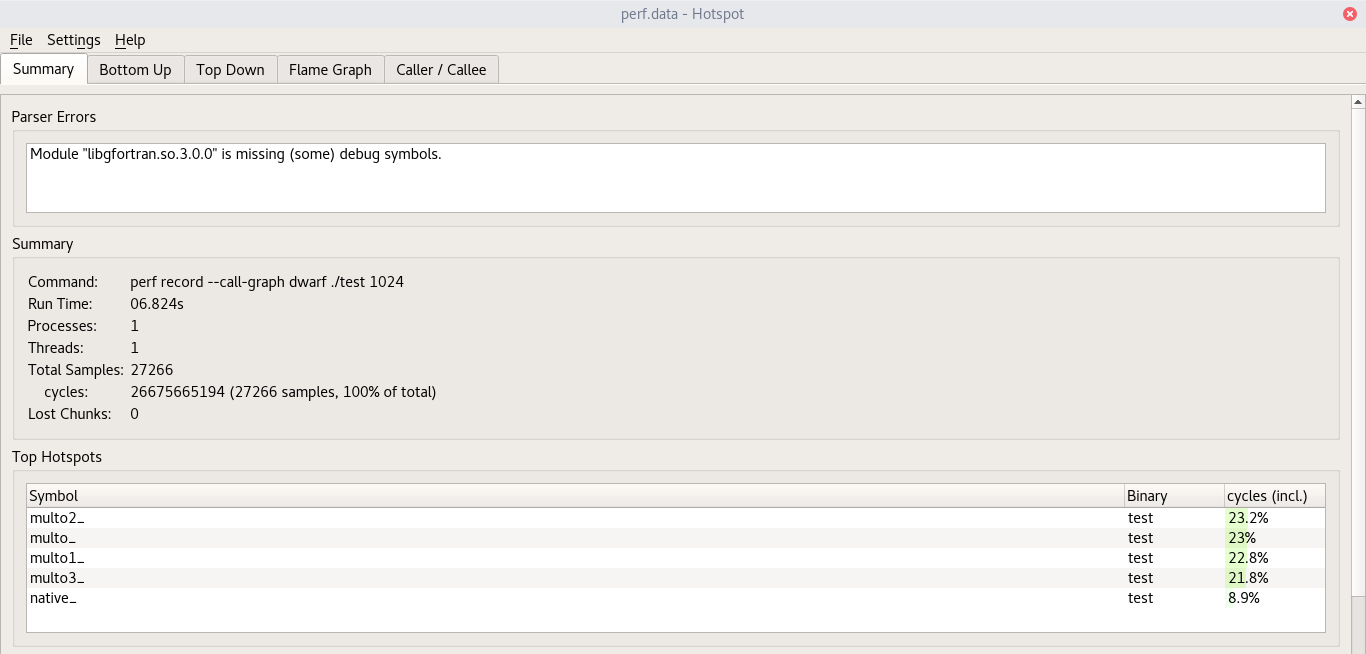 perf.data - Hotspot
File Settings Help
Summary Bottom Up Top Down Flame Graph Caller / Callee
Parser Errors
Module "libgfortran.so.3.0.0" is missing (some) debug symbols.
Summary
Command: perf record --call-graph dwarf ./test 1024
Run Time: 06.824s
Processes: 1
Threads: 1
Total Samples: 27266
cycles: 26675665194 (27266 samples, 100% of total)
Lost Chunks: 0
Top Hotspots
Symbol Binary cycles (incl.)
multo2_ test 23.2%
multo_ test 23%
multo1_ test 22.8%
multo3_ test 21.8%
native_ test 8.9%